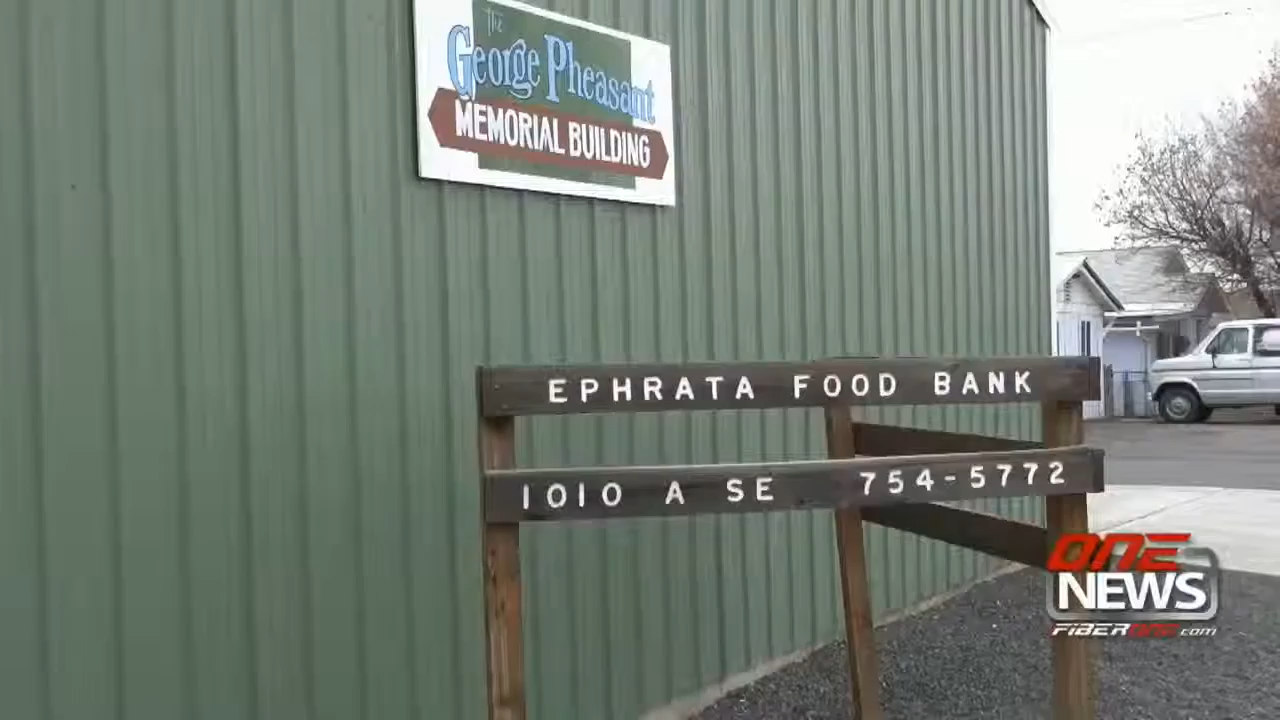 The
George Pheasant
MEMORIAL BUILDING
EPHRATA FOOD BANK
1010 A SE 754-5772
ONE
NEWS
FIBERONE.com